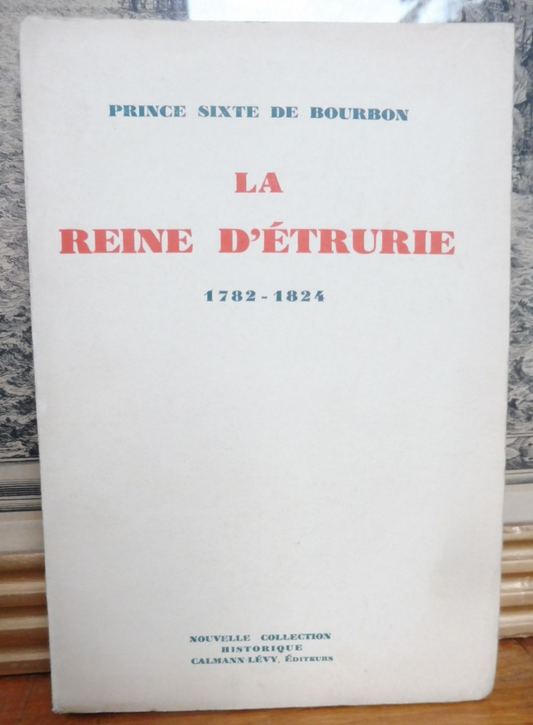 PRINCE SIXTE DE BOURBON
LA
REINE D'ÉTRURIE
1782-1824
NOUVELLE COLLECTION
HISTORIQUE
CALMANN-LÉVY, ÉDITEURS